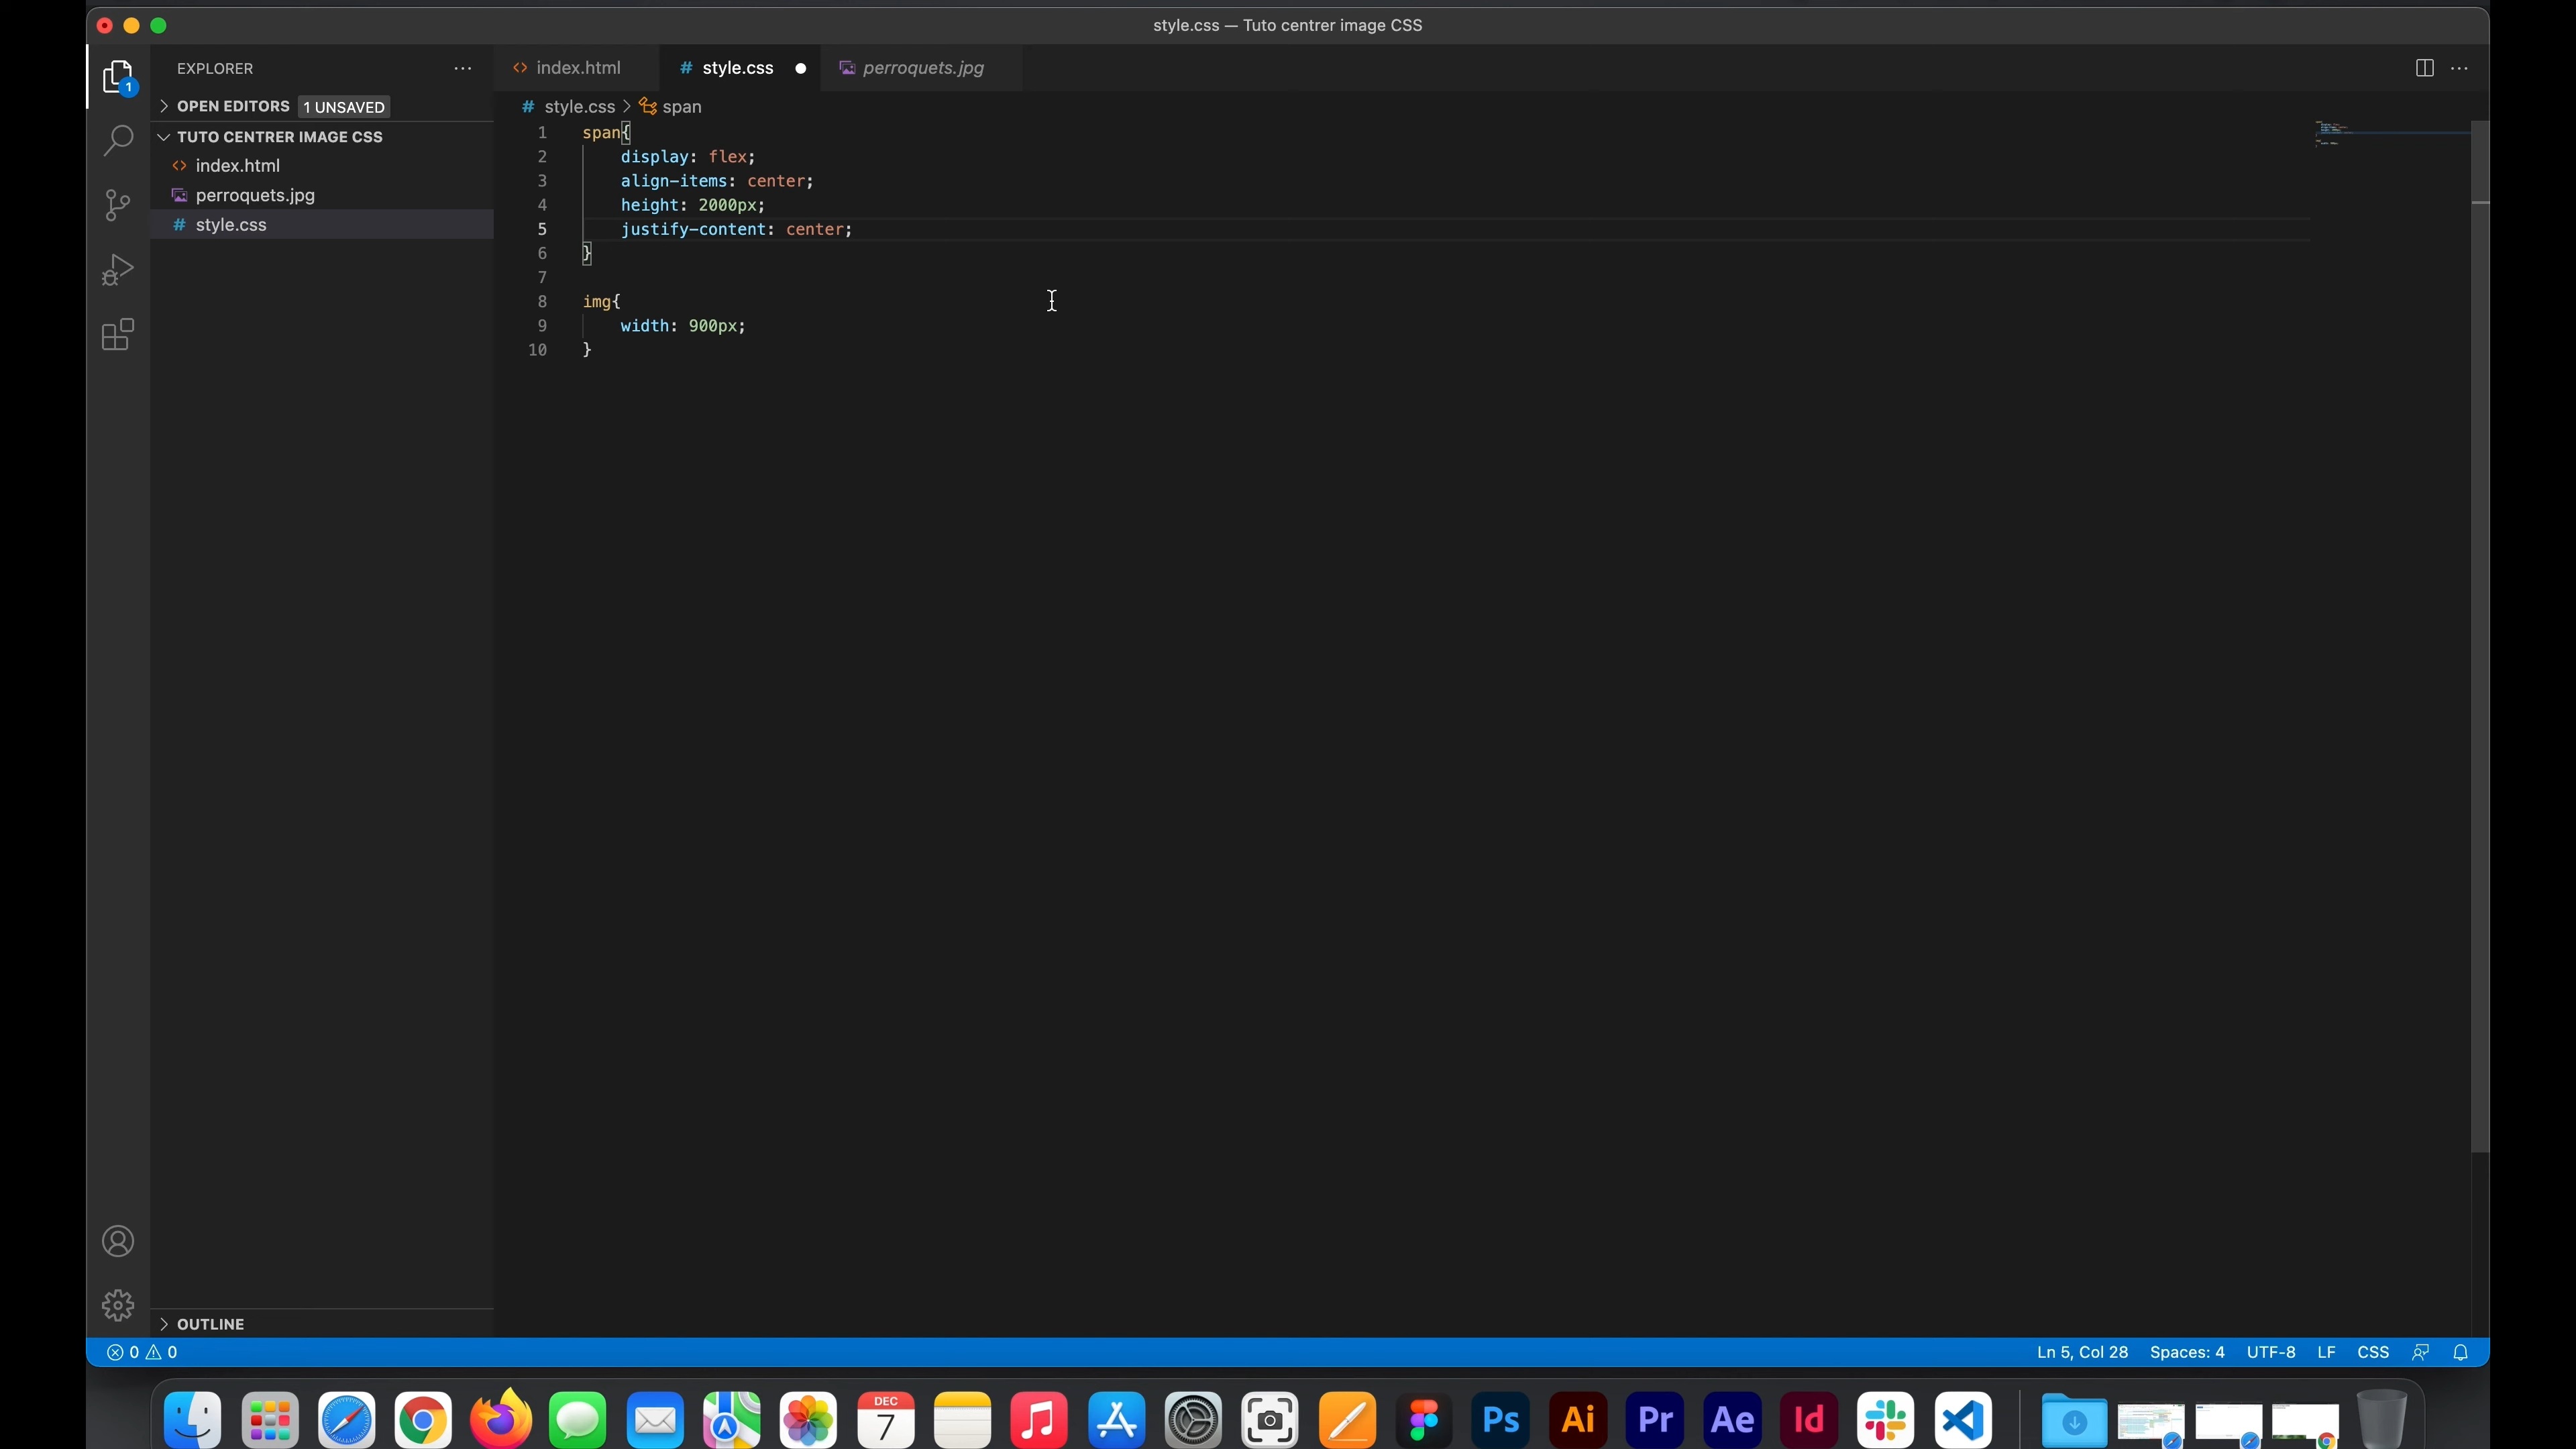 style.css — Tuto centrer image CSS
EXPLORER
index.html
style.css
perroquets.jpg
1
OPEN EDITORS 1 UNSAVED
style.css > span
TUTO CENTRER IMAGE CSS
index.html
perroquets.jpg
style.css
1 span{
2 display: flex;
3 align-items: center;
4 height: 2000px;
5 justify-content: center;
6 }
7
8 img{
9 width: 900px;
10 }
OUTLINE
0 0
Ln 5, Col 28 Spaces: 4 UTF-8 LF CSS
DEC
7
Ps
Ai
Pr
Ae
Id